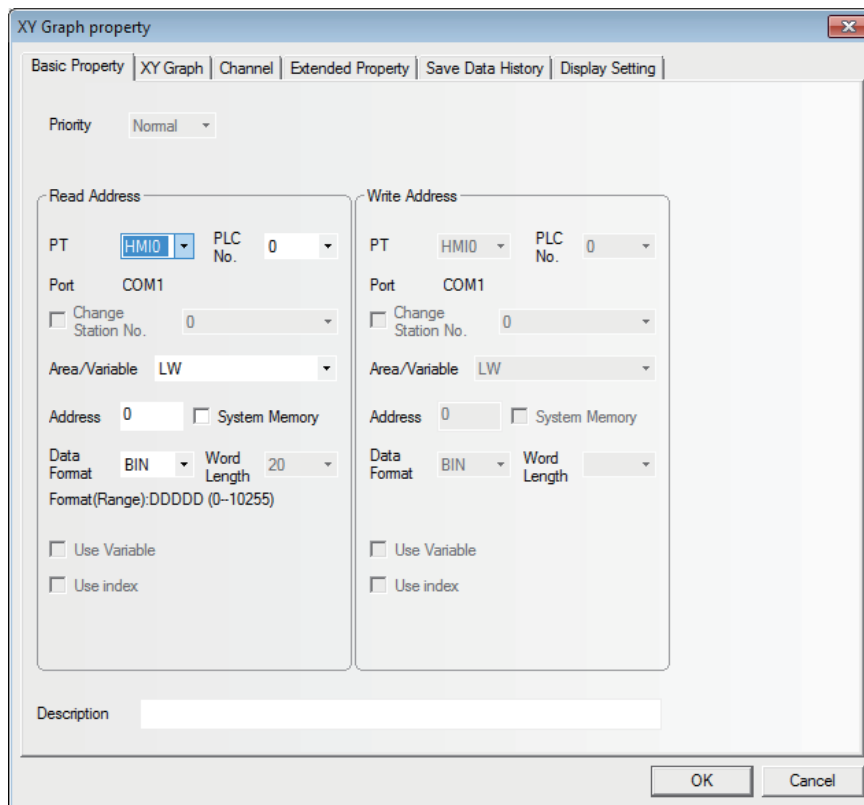 XY Graph property
Basic Property XY Graph Channel Extended Property Save Data History Display Setting
Priority Normal
Read Address
PT HMI0 PLC No. 0
Port COM1
Change Station No. 0
Area/Variable LW
Address 0 System Memory
Data Format BIN Word Length 20
Format(Range):DDDDD (0--10255)
Use Variable
Use index
Write Address
PT HMI0 PLC No. 0
Port COM1
Change Station No. 0
Area/Variable LW
Address 0 System Memory
Data Format BIN Word Length
Use Variable
Use index
Description
OK Cancel